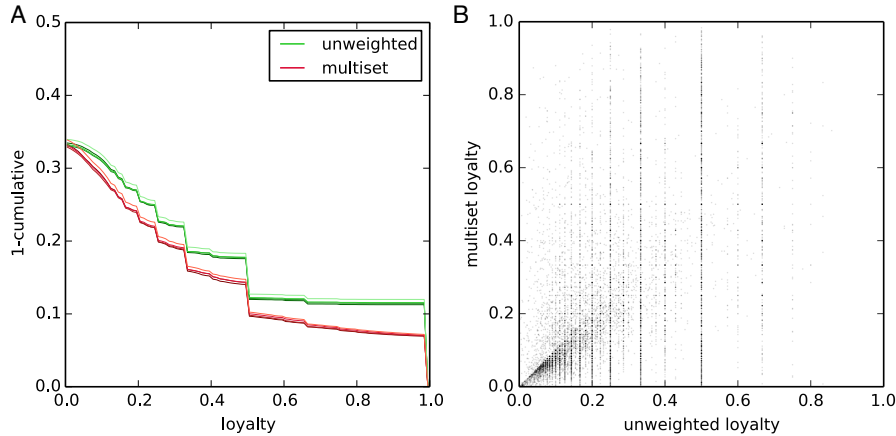 A
0.5
0.4
0.3
0.2
0.1
0.0
1-cumulative
unweighted
multiset
0.0 0.2 0.4 0.6 0.8 1.0
loyalty
B
1.0
0.8
0.6
0.4
0.2
0.0
multiset loyalty
0.0 0.2 0.4 0.6 0.8 1.0
unweighted loyalty